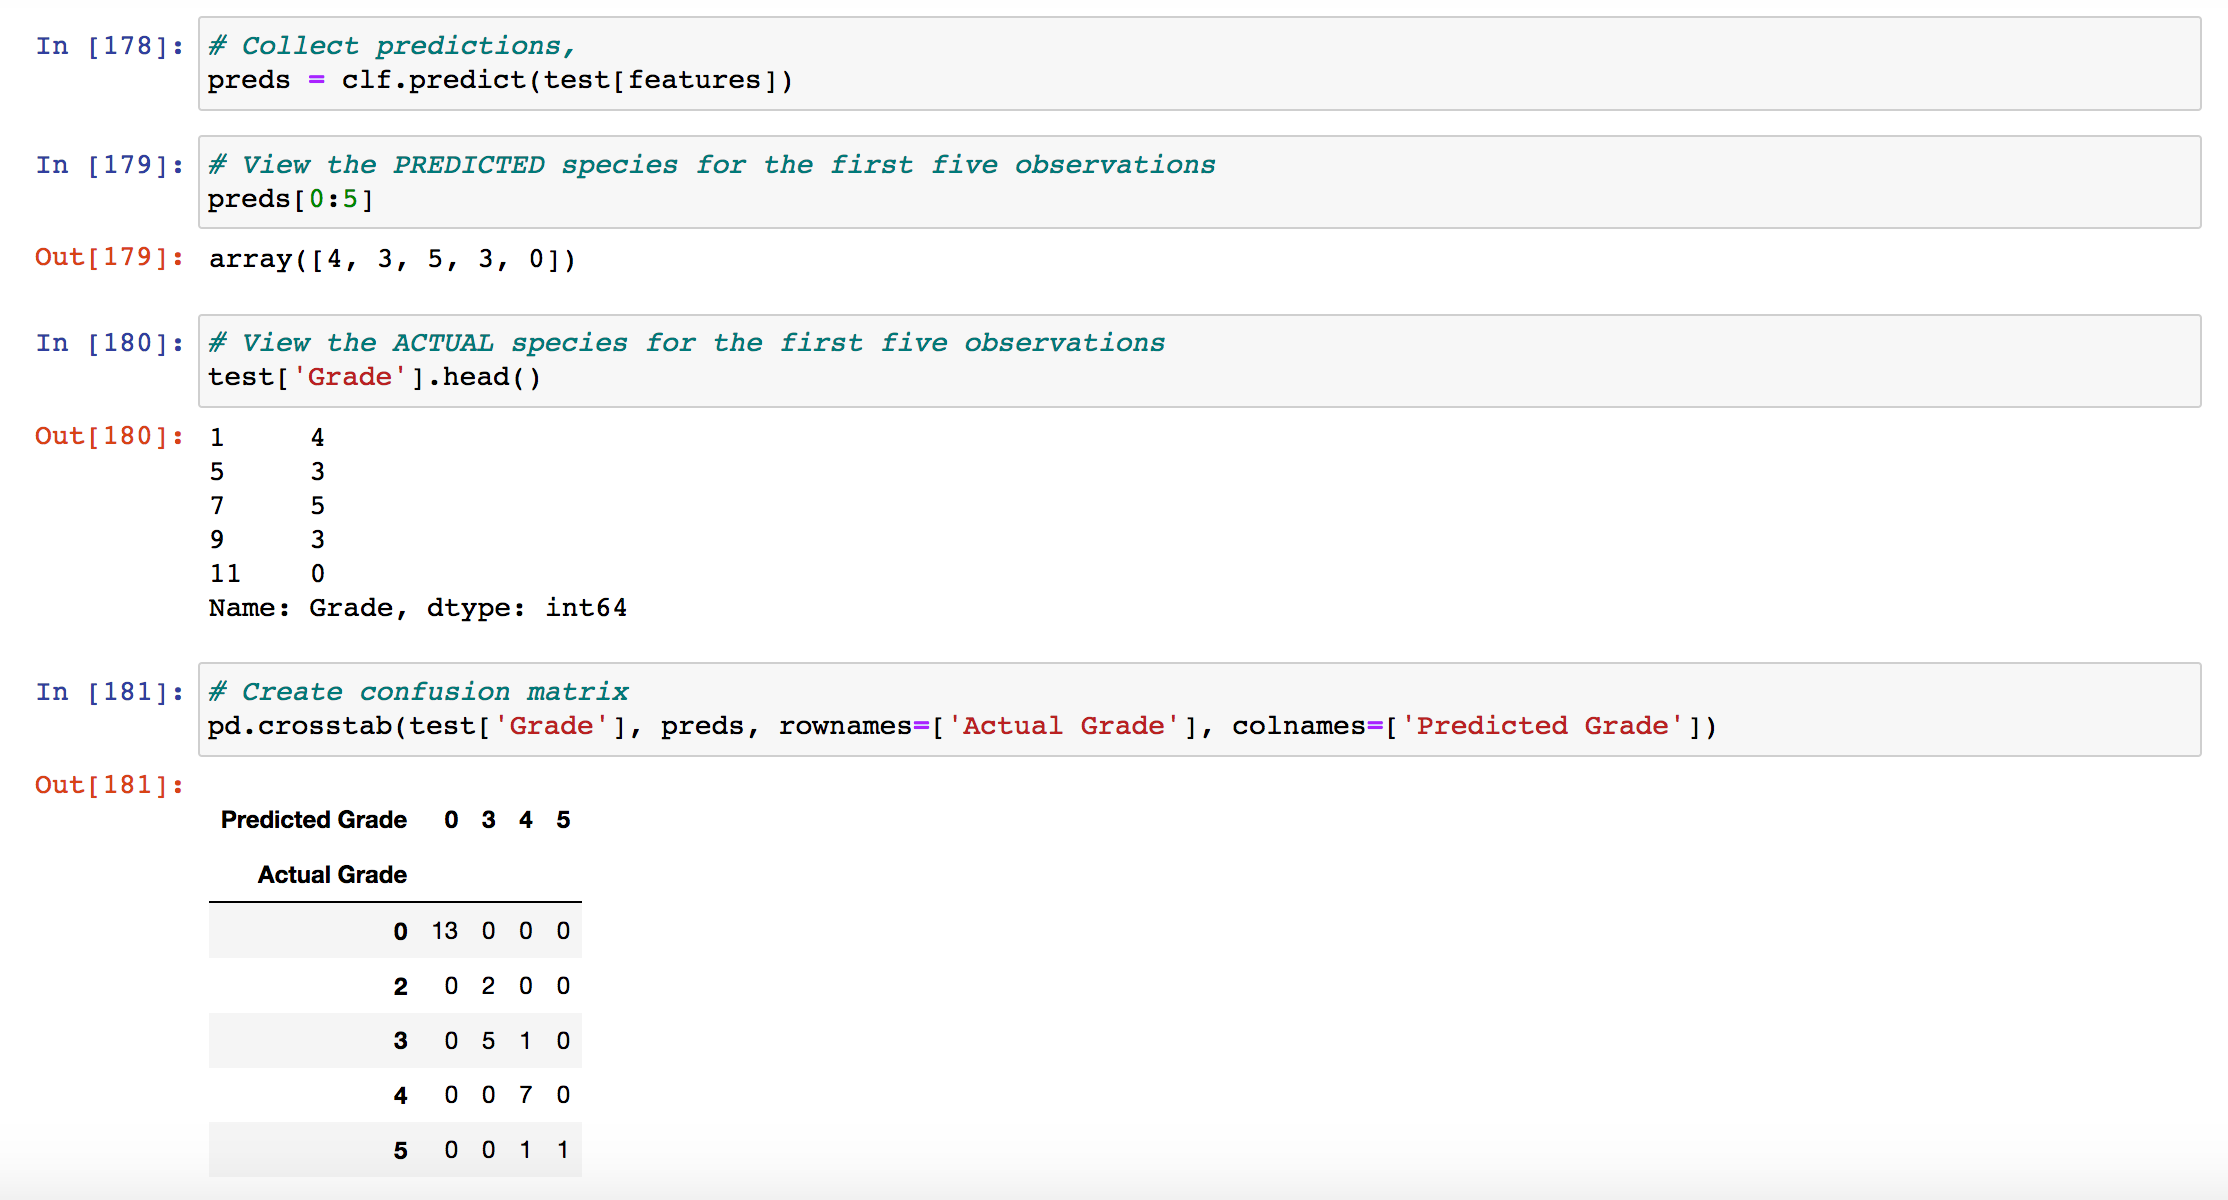 In [178]: # Collect predictions,
preds = clf.predict(test[features])
In [179]: # View the PREDICTED species for the first five observations
preds[0:5]
Out[179]: array([4, 3, 5, 3, 0])
In [180]: # View the ACTUAL species for the first five observations
test['Grade'].head()
Out[180]: 1     4
5     3
7     5
9     3
11    0
Name: Grade, dtype: int64
In [181]: # Create confusion matrix
pd.crosstab(test['Grade'], preds, rownames=['Actual Grade'], colnames=['Predicted Grade'])
Out[181]:
Predicted Grade 0 3 4 5
Actual Grade
0 13 0 0 0
2 0 2 0 0
3 0 5 1 0
4 0 0 7 0
5 0 0 1 1